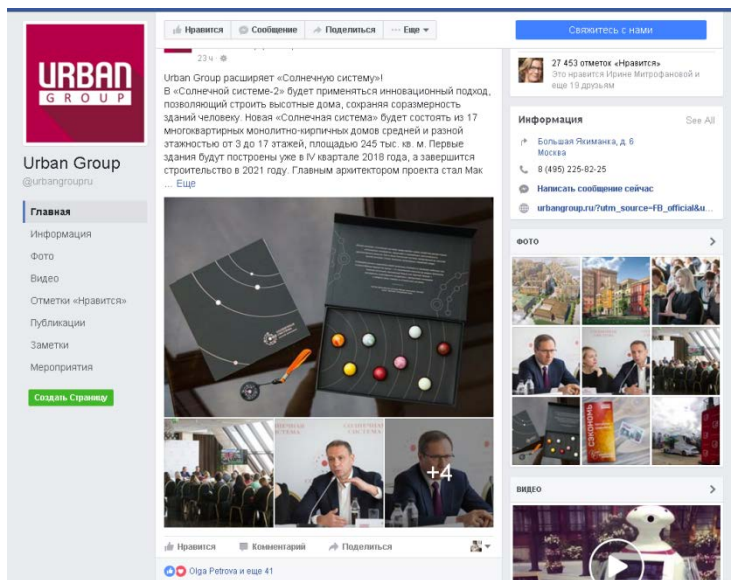 Нравится
Сообщение
Поделиться
Еще
Свяжитесь с нами
URBAN
GROUP
Urban Group
@urbangroupru
Главная
Информация
Фото
Видео
Отметки «Нравится»
Публикации
Заметки
Мероприятия
Создать Страницу
23 ч
Urban Group расширяет «Солнечную систему»!
В «Солнечной системе-2» будет применяться инновационный подход,
позволяющий строить высотные дома, сохраняя соразмерность
зданий человеку. Новая «Солнечная система» будет состоять из 17
многоквартирных монолитно-кирпичных домов средней и разной
этажностью от 3 до 17 этажей, площадью 245 тыс. кв. м. Первые
здания будут построены уже в IV квартале 2018 года, а завершится
строительство в 2021 году. Главным архитектором проекта стал Мак
... Еще
+4
Нравится
Комментарий
Поделиться
Olga Petrova и еще 41
27 453 отметок «Нравится»
Это нравится Ирине Митрофановой и
еще 19 друзьям
Информация
See All
Большая Якиманка, д. 6
Москва
8 (495) 225-82-25
Написать сообщение сейчас
urbangroup.ru/?utm_source=FB_official&u...
ФОТО
СЭКОНОМЬ
ВИДЕО